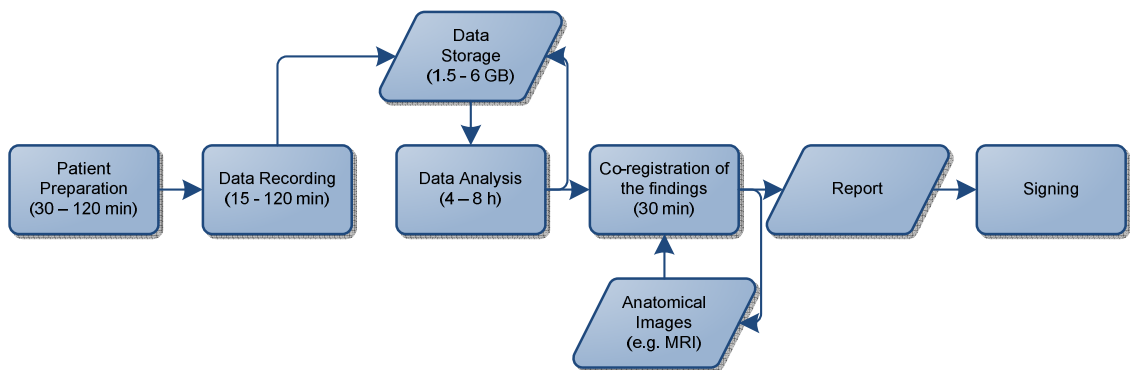 Data
Storage
(1.5 - 6 GB)
Patient
Preparation
(30 – 120 min)
Data Recording
(15 - 120 min)
Data Analysis
(4 – 8 h)
Co-registration of
the findings
(30 min)
Report
Signing
Anatomical
Images
(e.g. MRI)